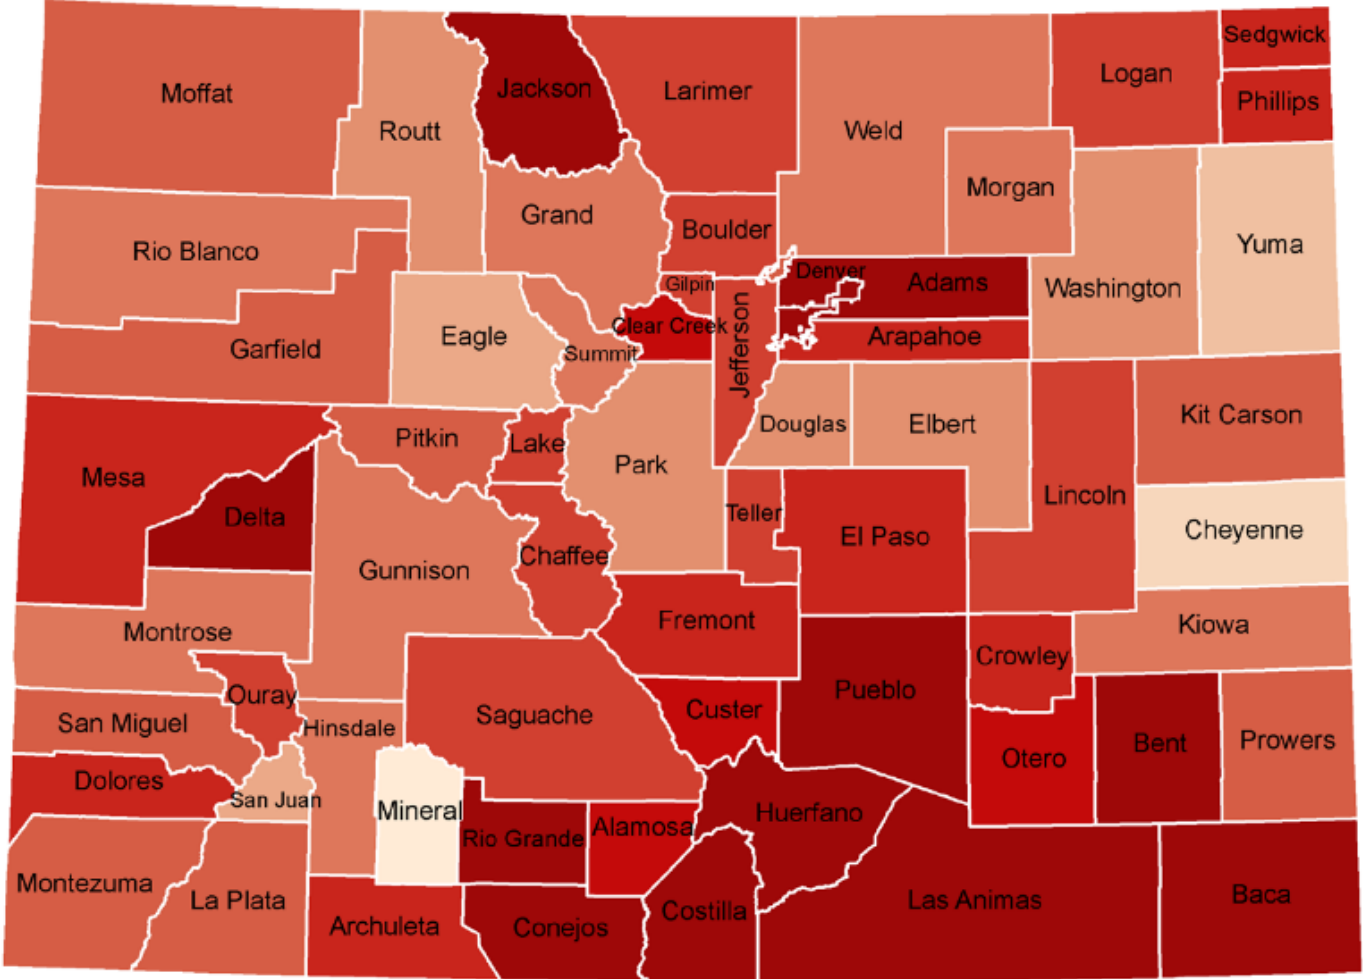 Sedgwick
Logan
Moffat
Jackson
Larimer
Phillips
Routt
Weld
Morgan
Grand
Boulder
Yuma
Rio Blanco
Denver
Adams
Gilpin
Washington
Clear Creek
Eagle
Arapahoe
Jefferson
Garfield
Summit
Kit Carson
Douglas
Elbert
Pitkin
Lake
Park
Mesa
Lincoln
Teller
Delta
Cheyenne
El Paso
Chaffee
Gunnison
Fremont
Kiowa
Montrose
Crowley
Pueblo
Ouray
Custer
Saguache
San Miguel
Hinsdale
Bent
Prowers
Otero
Dolores
San Juan
Mineral
Huerfano
Alamosa
Rio Grande
Montezuma
Baca
La Plata
Las Animas
Costilla
Archuleta
Conejos